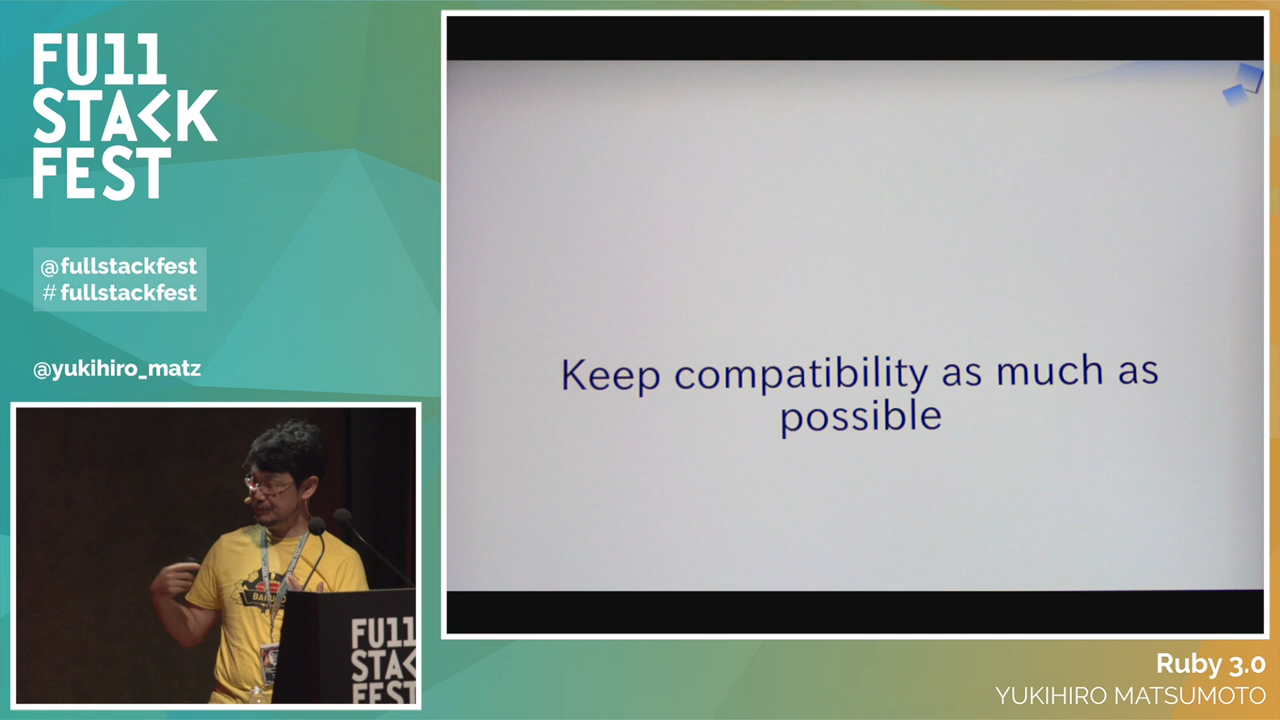 FU11
STACK
FEST
@fullstackfest
# fullstackfest
@yukihiro_matz
Keep compatibility as much as
possible
FU11
STAC
FEST
Ruby 3.0
YUKIHIRO MATSUMOTO